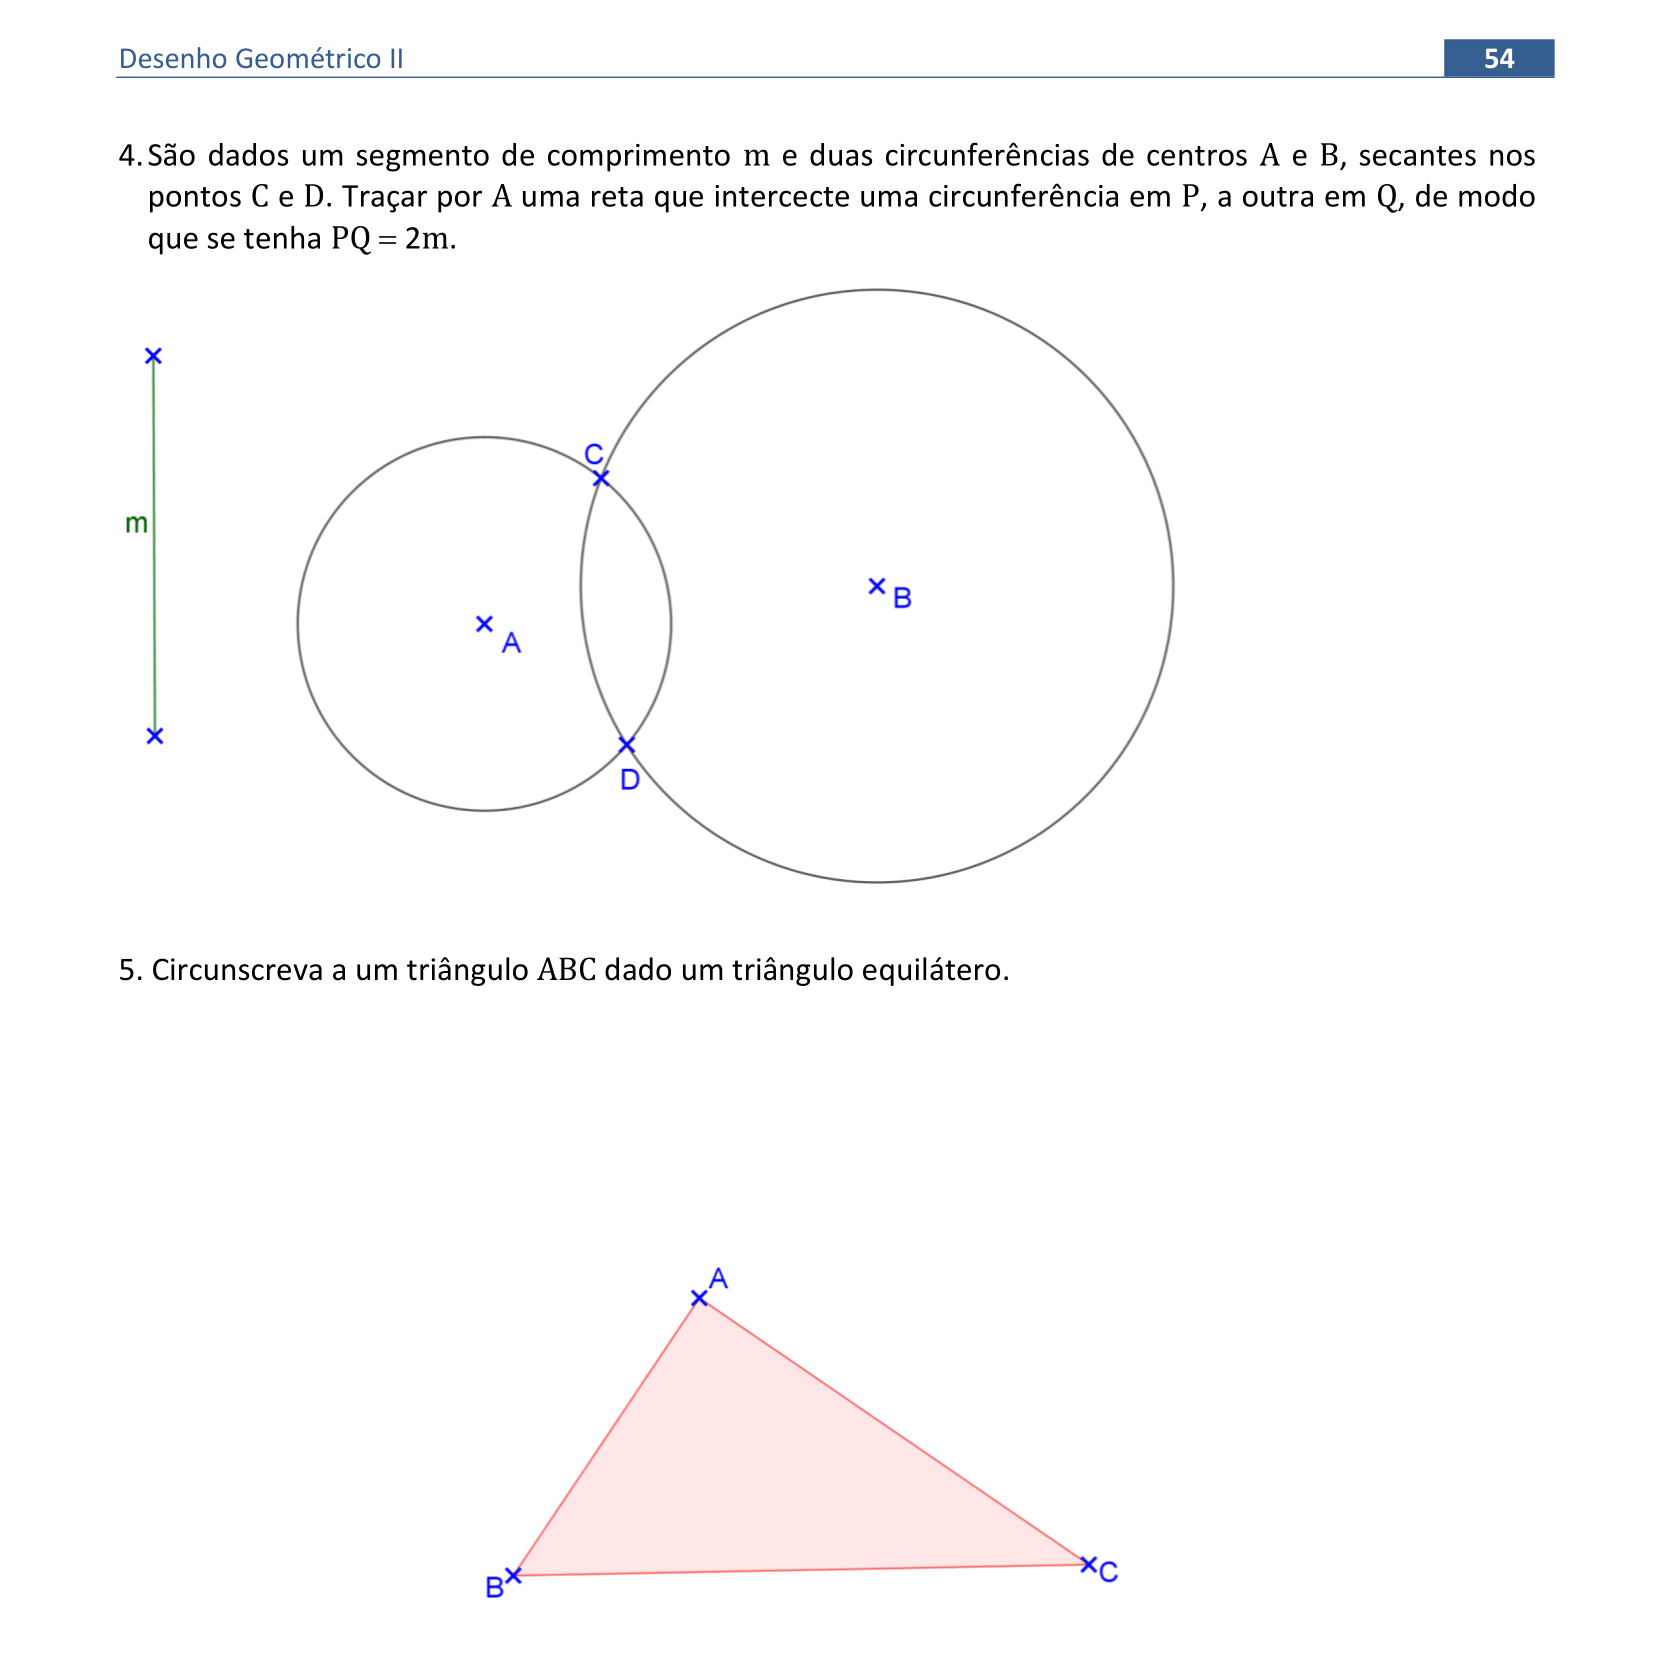 Desenho Geométrico II
54
4. São dados um segmento de comprimento m e duas circunferências de centros A e B, secantes nos
pontos C e D. Traçar por A uma reta que intercecte uma circunferência em P, a outra em Q, de modo
que se tenha PQ = 2m.
C
m
B
A
D
5. Circunscreva a um triângulo ABC dado um triângulo equilátero.
A
B
C